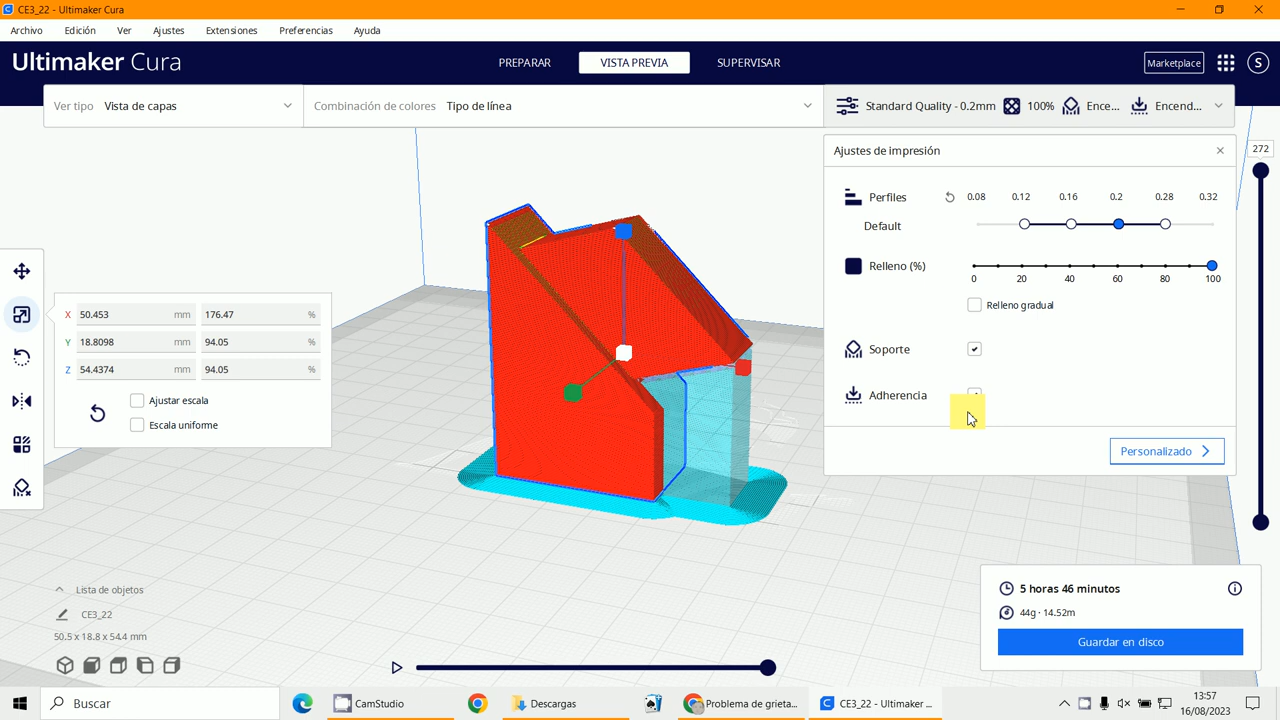 CE3_22 - Ultimaker Cura
Archivo Edición Ver Ajustes Extensiones Preferencias Ayuda
Ultimaker Cura PREPARAR VISTA PREVIA SUPERVISAR Marketplace S
Ver tipo Vista de capas Combinación de colores Tipo de línea Standard Quality - 0.2mm 100% Ence... Encend...
Ajustes de impresión
272
Perfiles 0.08 0.12 0.16 0.2 0.28 0.32
Default
Relleno (%)
0 20 40 60 80 100
Relleno gradual
Soporte
Adherencia
Personalizado
X 50.453 mm 176.47 %
Y 18.8098 mm 94.05 %
Z 54.4374 mm 94.05 %
Ajustar escala
Escala uniforme
Lista de objetos
CE3_22
50.5 x 18.8 x 54.4 mm
5 horas 46 minutos
44g · 14.52m
Guardar en disco
Buscar CamStudio Descargas Problema de grieta... CE3_22 - Ultimaker ...
13:57
16/08/2023